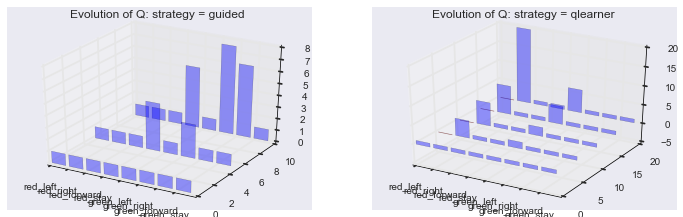 Evolution of Q: strategy = guided
8
7
6
5
4
3
2
1
0
10
8
6
4
2
0
red_left
red_right
red_forward
red_stay
green_left
green_right
green_forward
green_stay
Evolution of Q: strategy = qlearner
20
15
10
5
0
−5
20
15
10
5
0
red_left
red_right
red_forward
red_stay
green_left
green_right
green_forward
green_stay